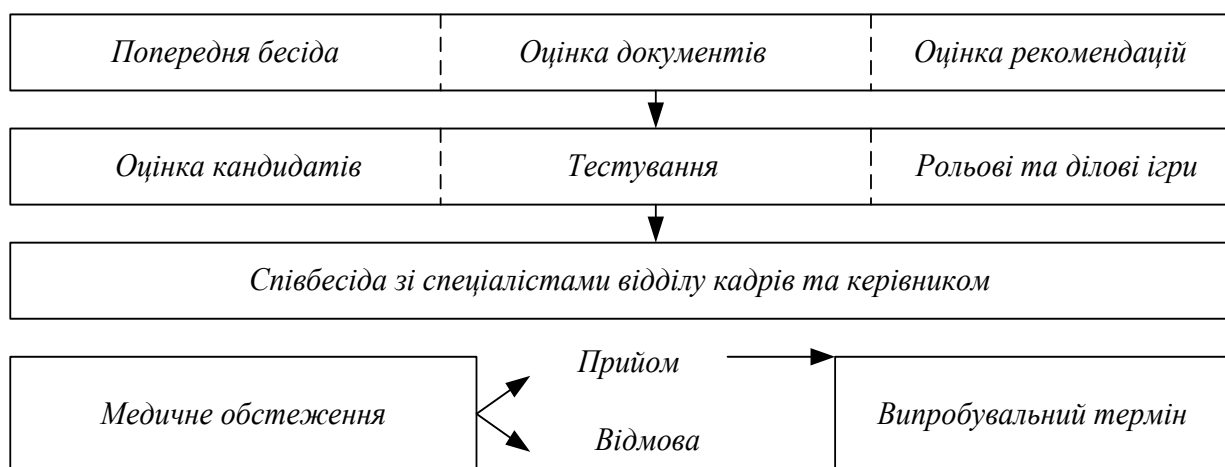 Попередня бесіда
Оцінка документів
Оцінка рекомендацій
Оцінка кандидатів
Тестування
Рольові та ділові ігри
Співбесіда зі спеціалістами відділу кадрів та керівником
Медичне обстеження
Прийом
Відмова
Випробувальний термін